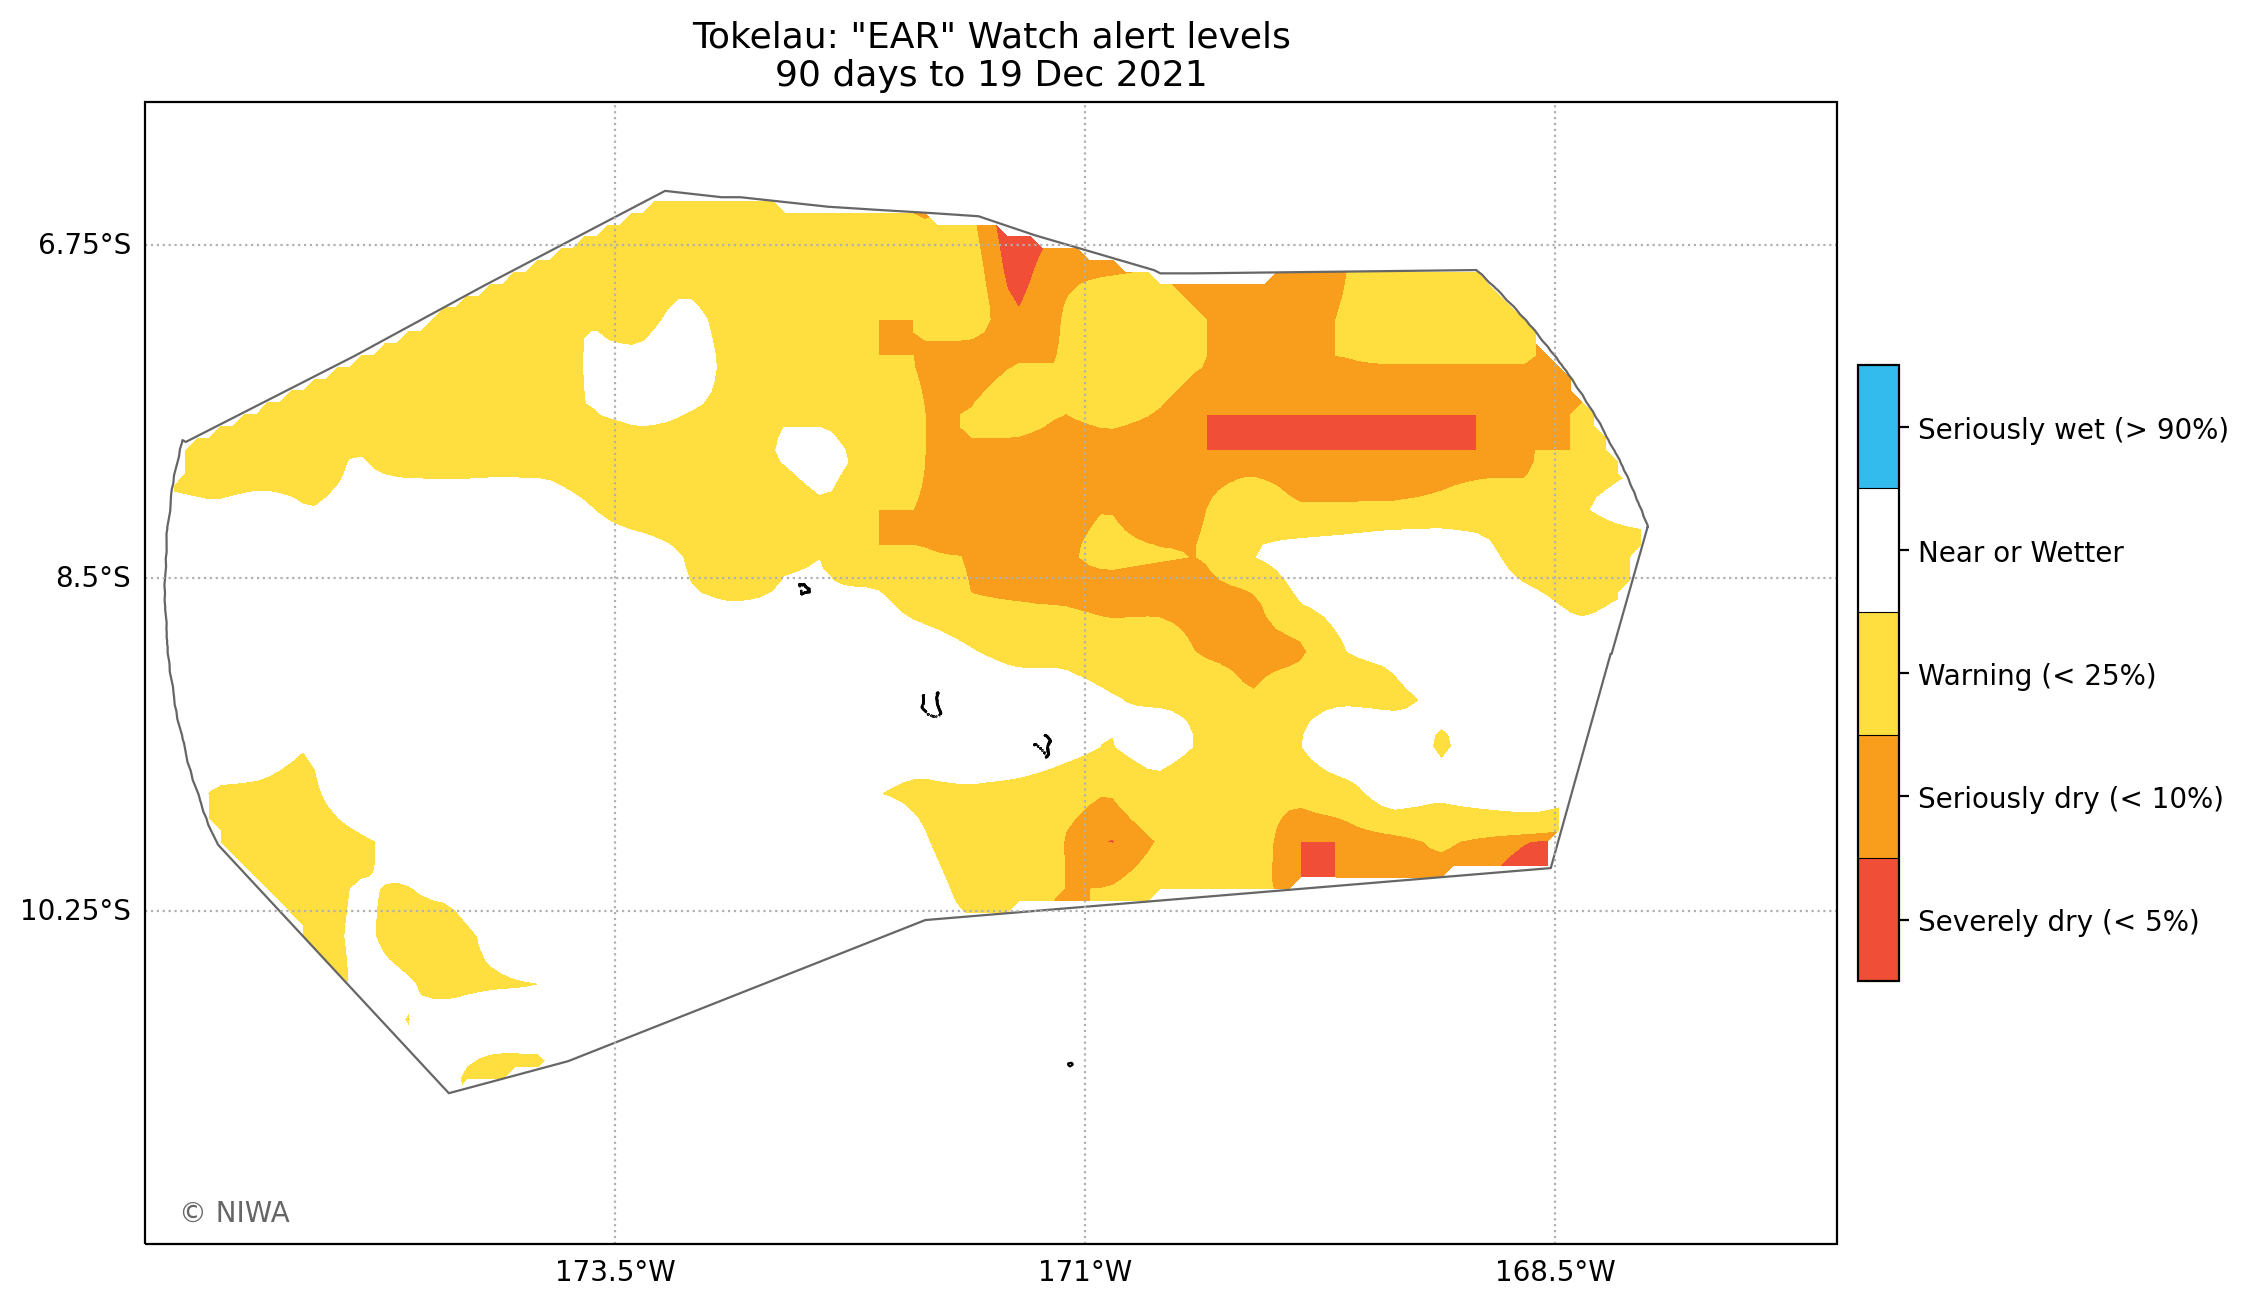 Tokelau: "EAR" Watch alert levels
90 days to 19 Dec 2021
6.75°S
8.5°S
10.25°S
173.5°W
171°W
168.5°W
Seriously wet (> 90%)
Near or Wetter
Warning (< 25%)
Seriously dry (< 10%)
Severely dry (< 5%)
© NIWA